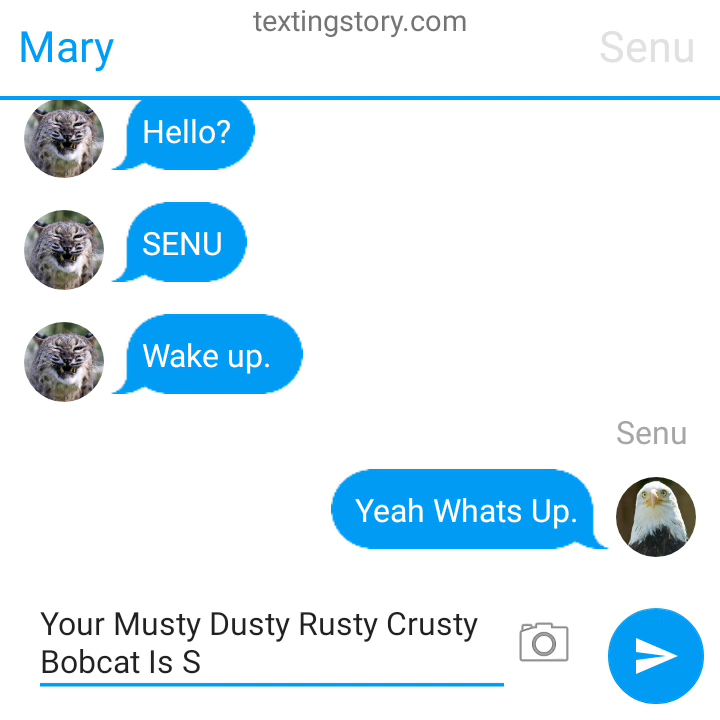 textingstory.com
Mary
Senu
Hello?
SENU
Wake up.
Senu
Yeah Whats Up.
Your Musty Dusty Rusty Crusty
Bobcat Is S